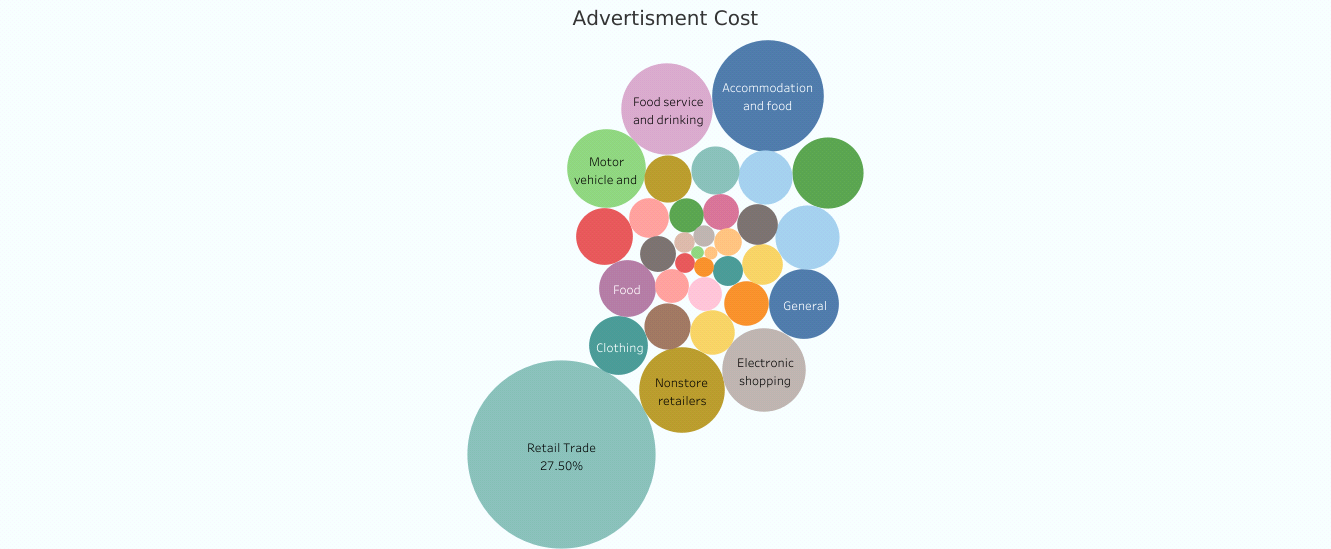 Advertisment Cost
Accommodation
and food
Food service
and drinking
Motor
vehicle and
Food
General
Clothing
Electronic
shopping
Nonstore
retailers
Retail Trade
27.50%